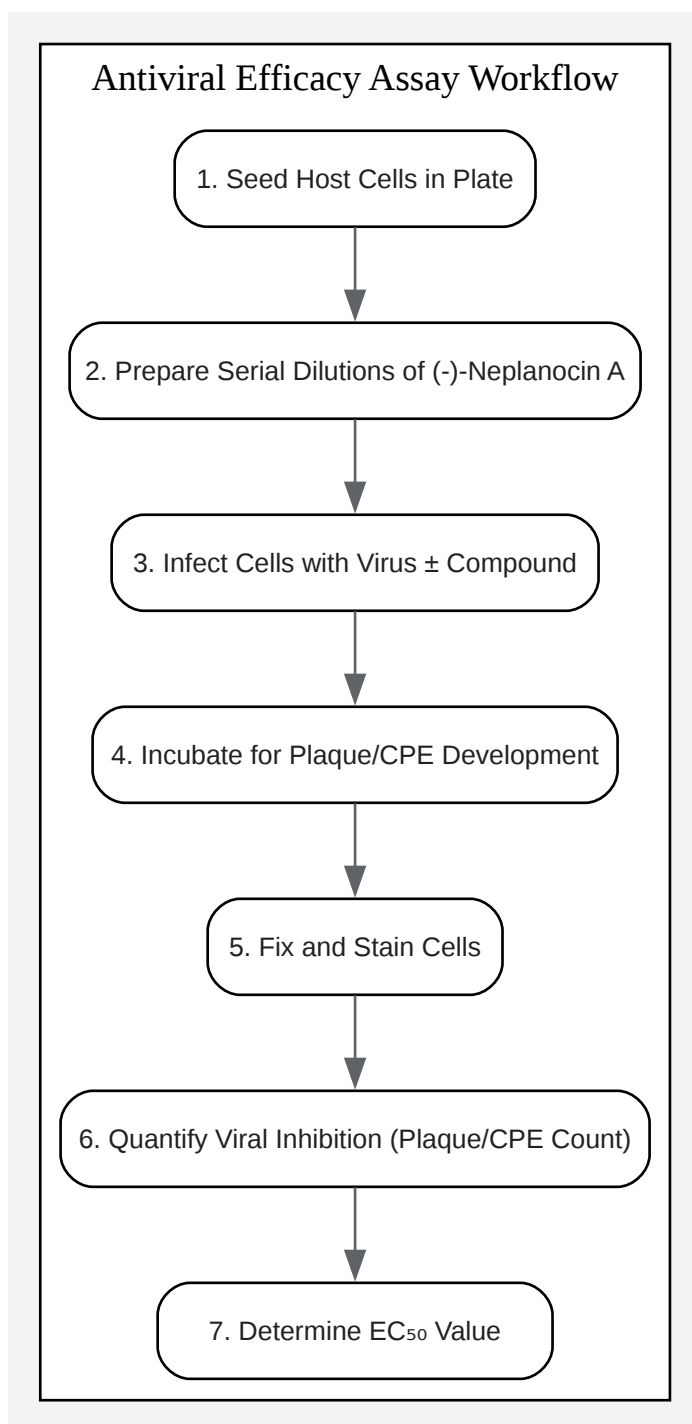 Antiviral Efficacy Assay Workflow
1. Seed Host Cells in Plate
2. Prepare Serial Dilutions of (-)-Neplanocin A
3. Infect Cells with Virus ± Compound
4. Incubate for Plaque/CPE Development
5. Fix and Stain Cells
6. Quantify Viral Inhibition (Plaque/CPE Count)
7. Determine EC₅₀ Value